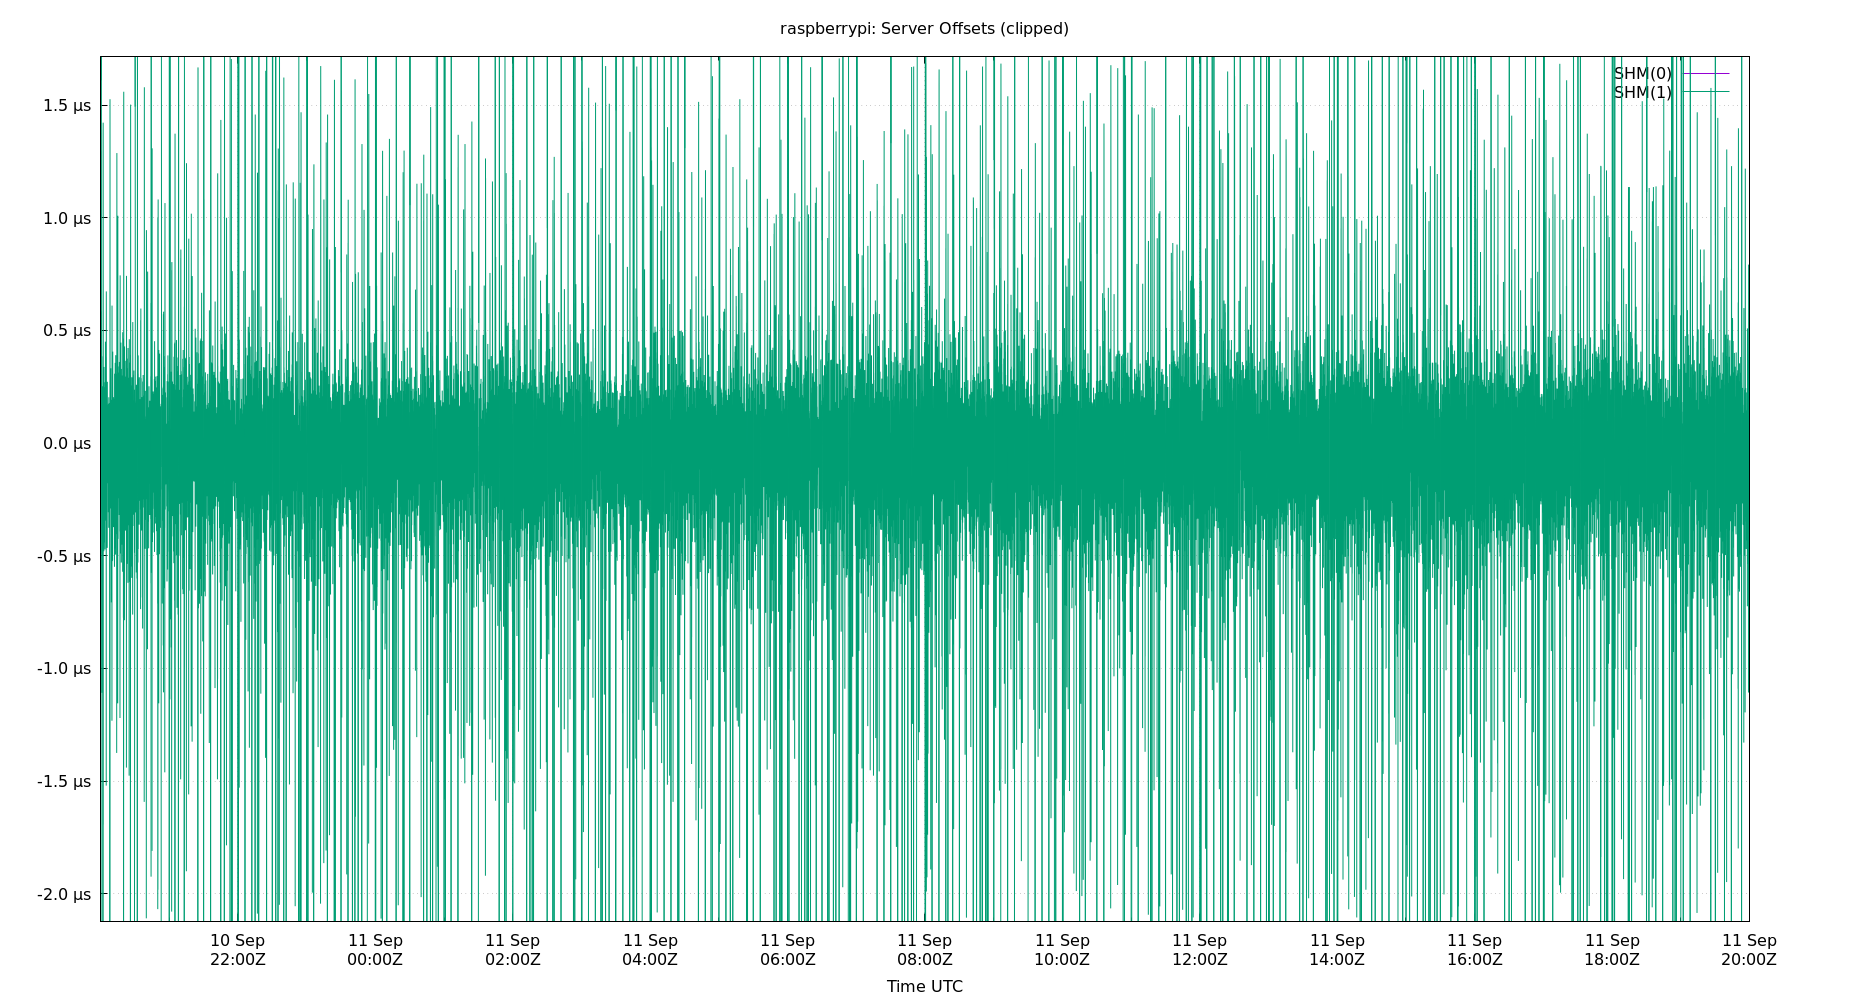 raspberrypi: Server Offsets (clipped)
SHM(0)
SHM(1)
1.5 µs
1.0 µs
0.5 µs
0.0 µs
-0.5 µs
-1.0 µs
-1.5 µs
-2.0 µs
10 Sep 11 Sep 11 Sep 11 Sep 11 Sep 11 Sep 11 Sep 11 Sep 11 Sep 11 Sep 11 Sep 11 Sep
22:00Z 00:00Z 02:00Z 04:00Z 06:00Z 08:00Z 10:00Z 12:00Z 14:00Z 16:00Z 18:00Z 20:00Z
Time UTC